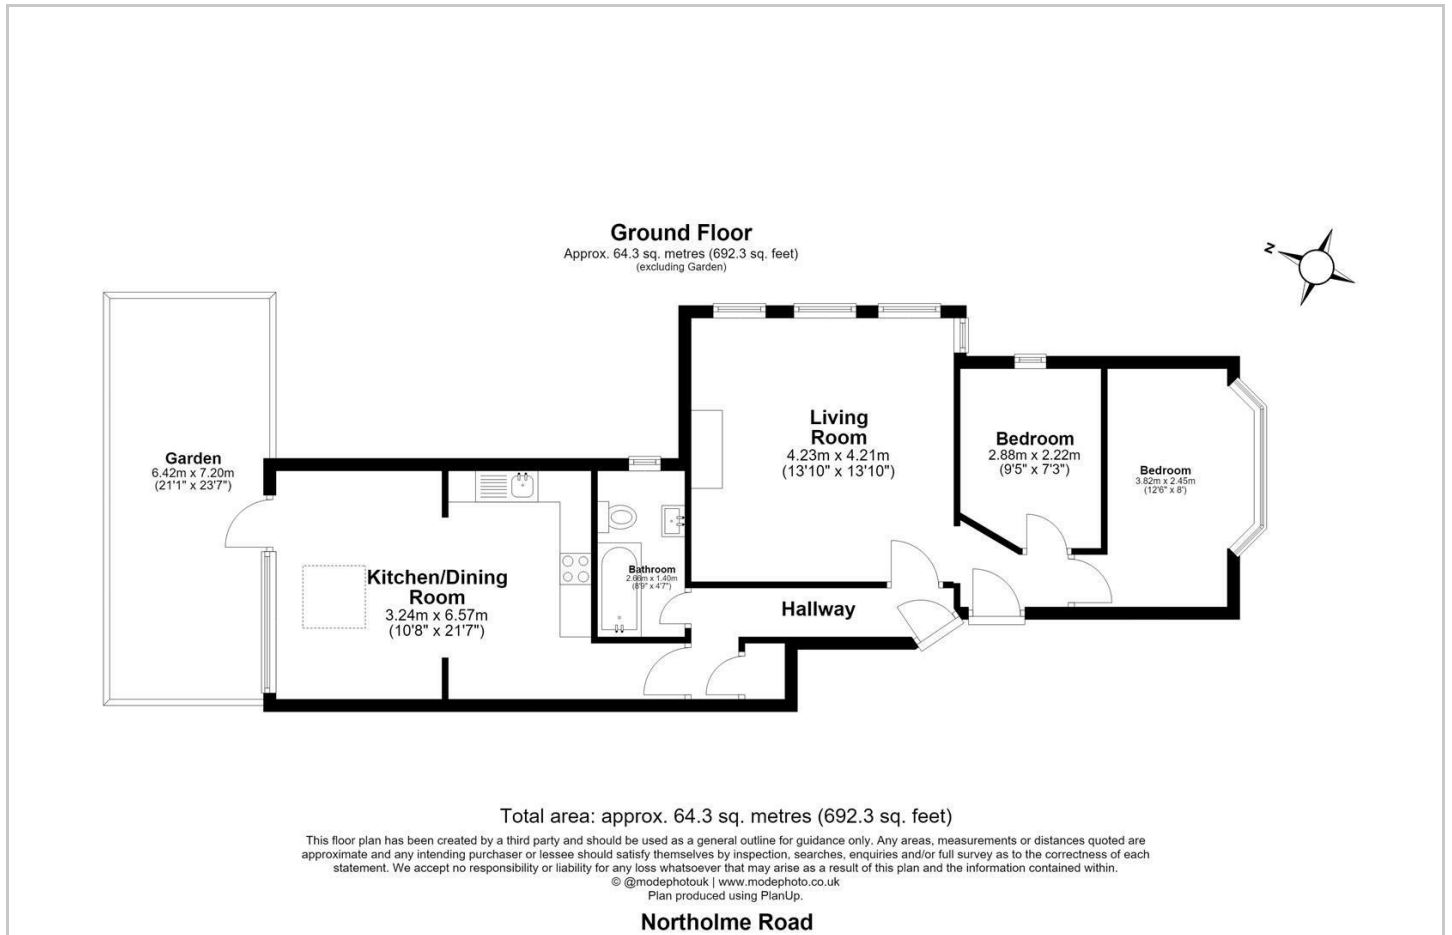 Ground Floor
Approx. 64.3 sq. metres (692.3 sq. feet)
(excluding Garden)
N
Living
Room
4.23m x 4.21m
(13'10" x 13'10")
Bedroom
2.88m x 2.22m
(9'5" x 7'3")
Bedroom
3.82m x 2.45m
(12'6" x 8')
Garden
6.42m x 7.20m
(21'1" x 23'7")
Kitchen/Dining
Room
3.24m x 6.57m
(10'8" x 21'7")
Bathroom
2.66m x 1.40m
(8'9" x 4'7")
Hallway
Total area: approx. 64.3 sq. metres (692.3 sq. feet)
This floor plan has been created by a third party and should be used as a general outline for guidance only. Any areas, measurements or distances quoted are
approximate and any intending purchaser or lessee should satisfy themselves by inspection, searches, enquiries and/or full survey as to the correctness of each
statement. We accept no responsibility or liability for any loss whatsoever that may arise as a result of this plan and the information contained within.
© @modephotouk | www.modephoto.co.uk
Plan produced using PlanUp.
Northolme Road